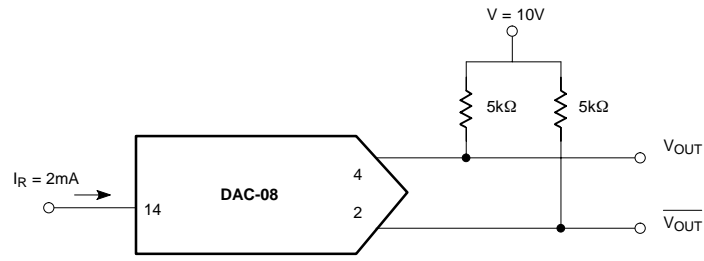 V = 10V
5kΩ
5kΩ
V_OUT
4
I_R = 2mA
DAC-08
14
2
V̅_O̅U̅T̅